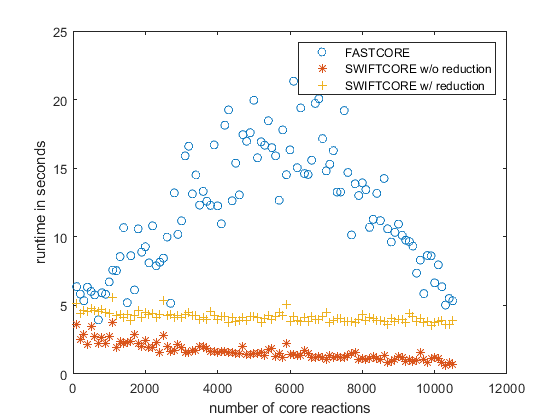 25
FASTCORE
SWIFTCORE w/o reduction
SWIFTCORE w/ reduction
20
15
10
5
0
runtime in seconds
0 2000 4000 6000 8000 10000 12000
number of core reactions